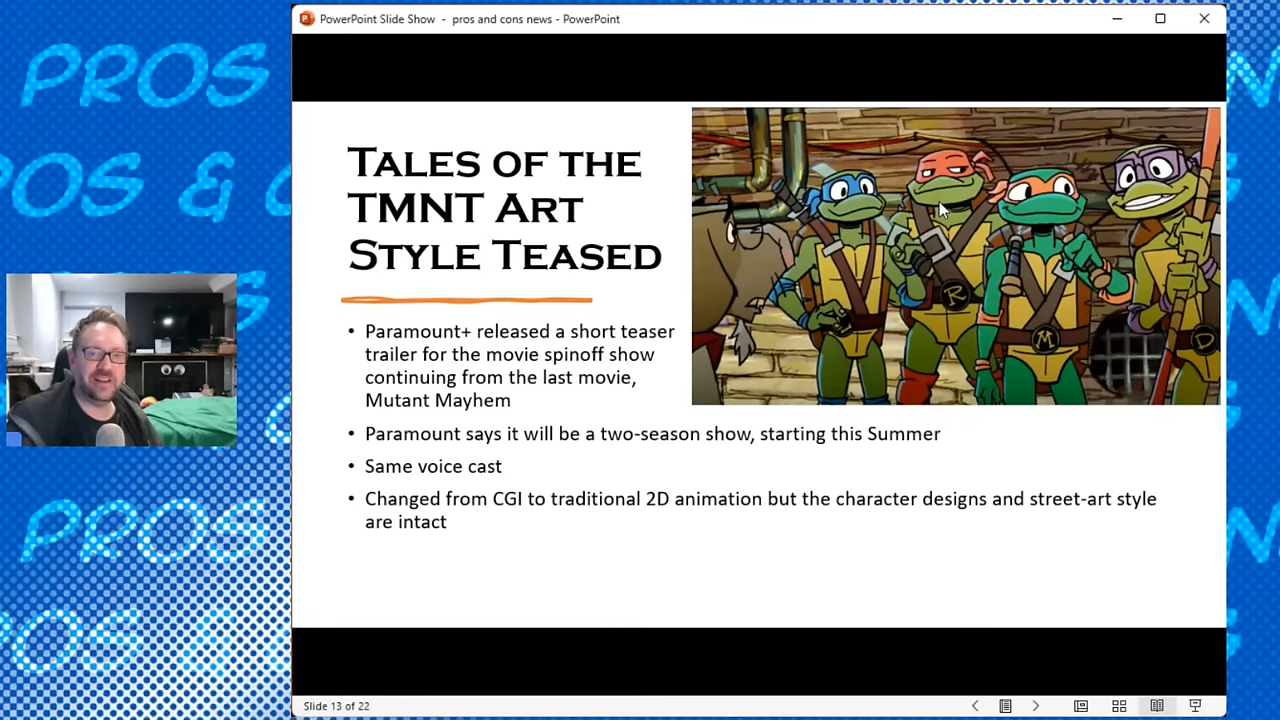 PowerPoint Slide Show - pros and cons news - PowerPoint
PROS
PROS & C
TALES OF THE
TMNT ART
STYLE TEASED
R
M
D
• Paramount+ released a short teaser
trailer for the movie spinoff show
continuing from the last movie,
Mutant Mayhem
• Paramount says it will be a two-season show, starting this Summer
• Same voice cast
• Changed from CGI to traditional 2D animation but the character designs and street-art style
are intact
PROS
Slide 13 of 22